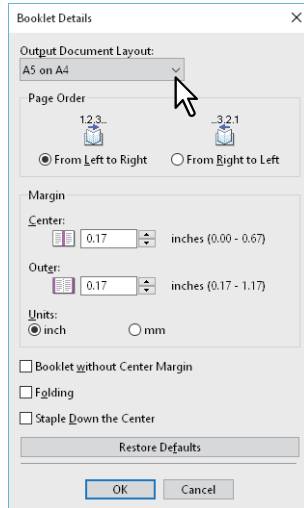 Booklet Details
Output Document Layout:
A5 on A4
Page Order
1.2.3... ...3.2.1
From Left to Right From Right to Left
Margin
Center:
0.17 inches (0.00 - 0.67)
Outer:
0.17 inches (0.17 - 1.17)
Units:
inch mm
Booklet without Center Margin
Folding
Staple Down the Center
Restore Defaults
OK Cancel